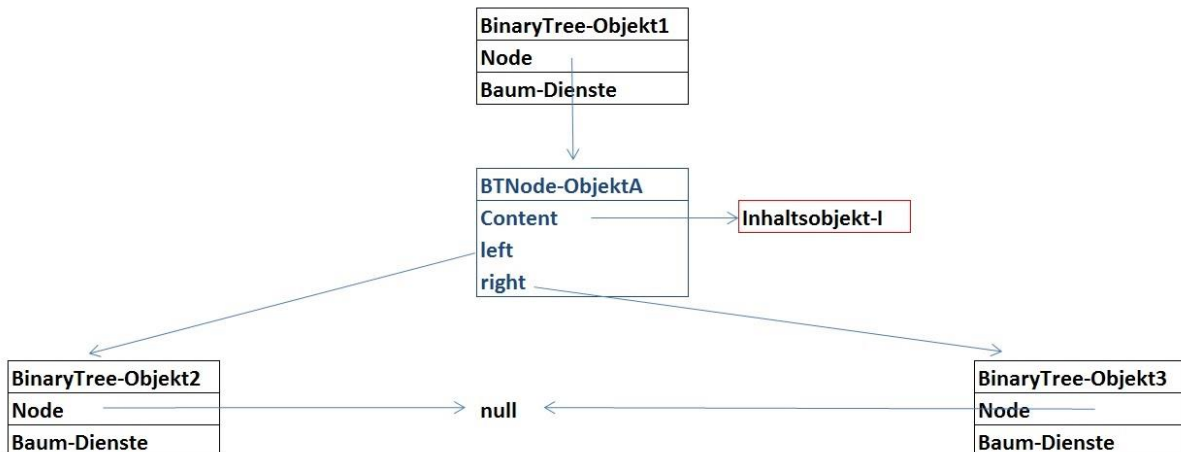 BinaryTree-Objekt1
Node
Baum-Dienste
BTNode-ObjektA
Content
Inhaltsobjekt-I
left
right
BinaryTree-Objekt2
Node
Baum-Dienste
null
BinaryTree-Objekt3
Node
Baum-Dienste